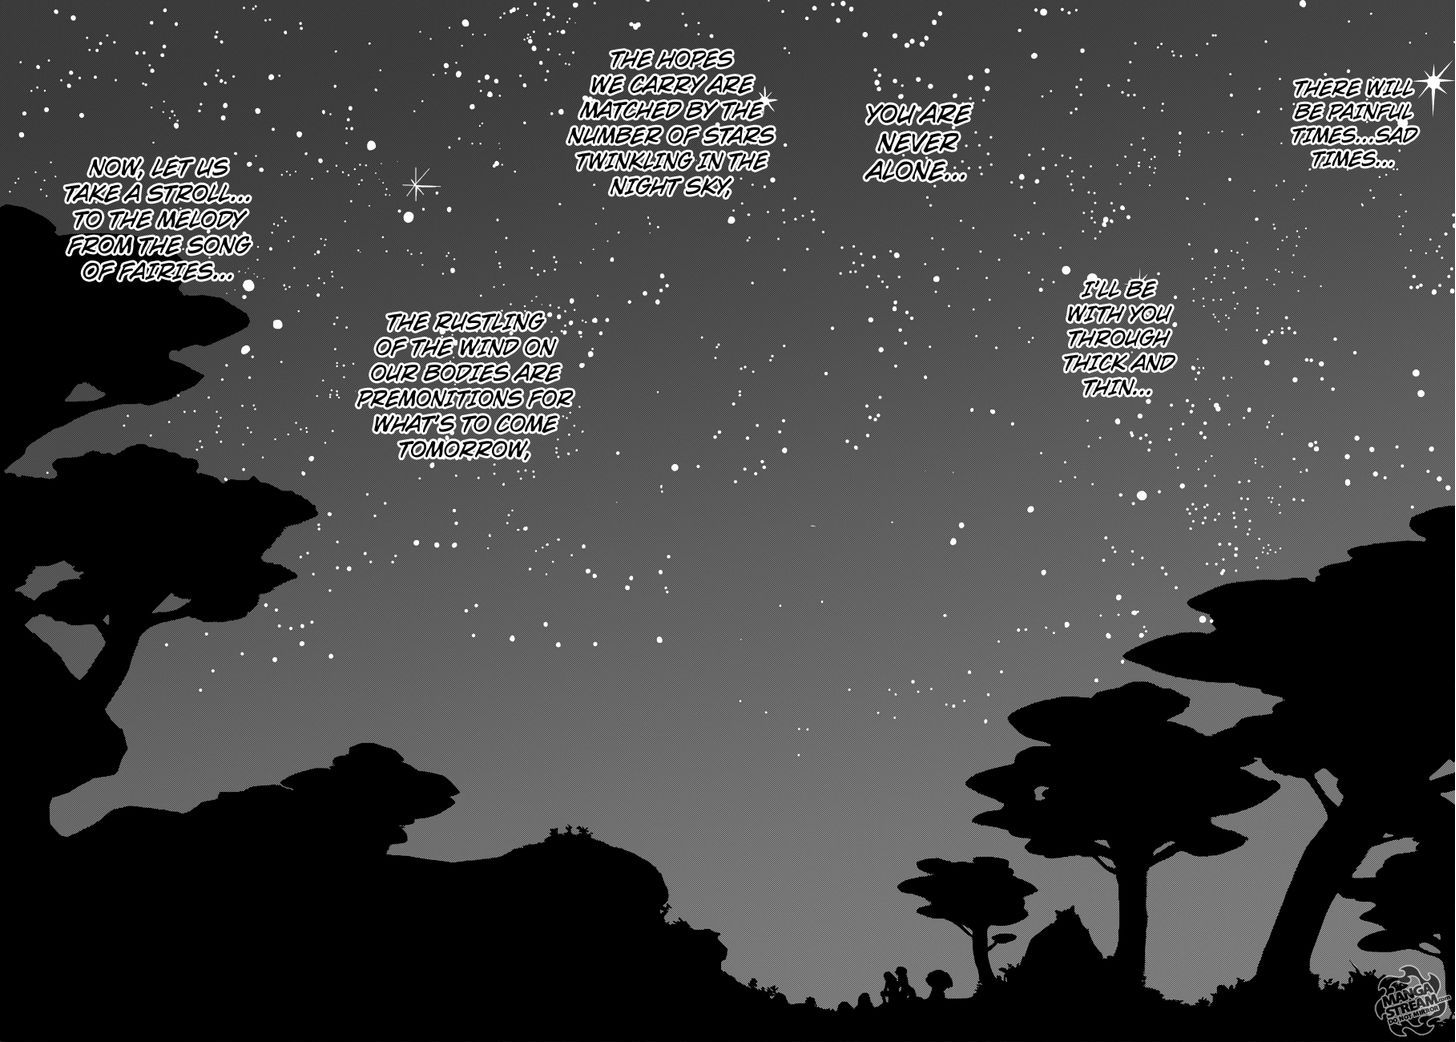 THERE WILL
BE PAINFUL
TIMES...SAD
TIMES...
I'LL BE
WITH YOU
THROUGH
THICK AND
THIN...
YOU ARE
NEVER
ALONE...
THE HOPES
WE CARRY ARE
MATCHED BY THE
NUMBER OF STARS
TWINKLING IN THE
NIGHT SKY,
THE RUSTLING
OF THE WIND ON
OUR BODIES ARE
PREMONITIONS FOR
WHAT'S TO COME
TOMORROW,
NOW, LET US
TAKE A STROLL...
TO THE MELODY
FROM THE SONG
OF FAIRIES...
MANGA
STREAM